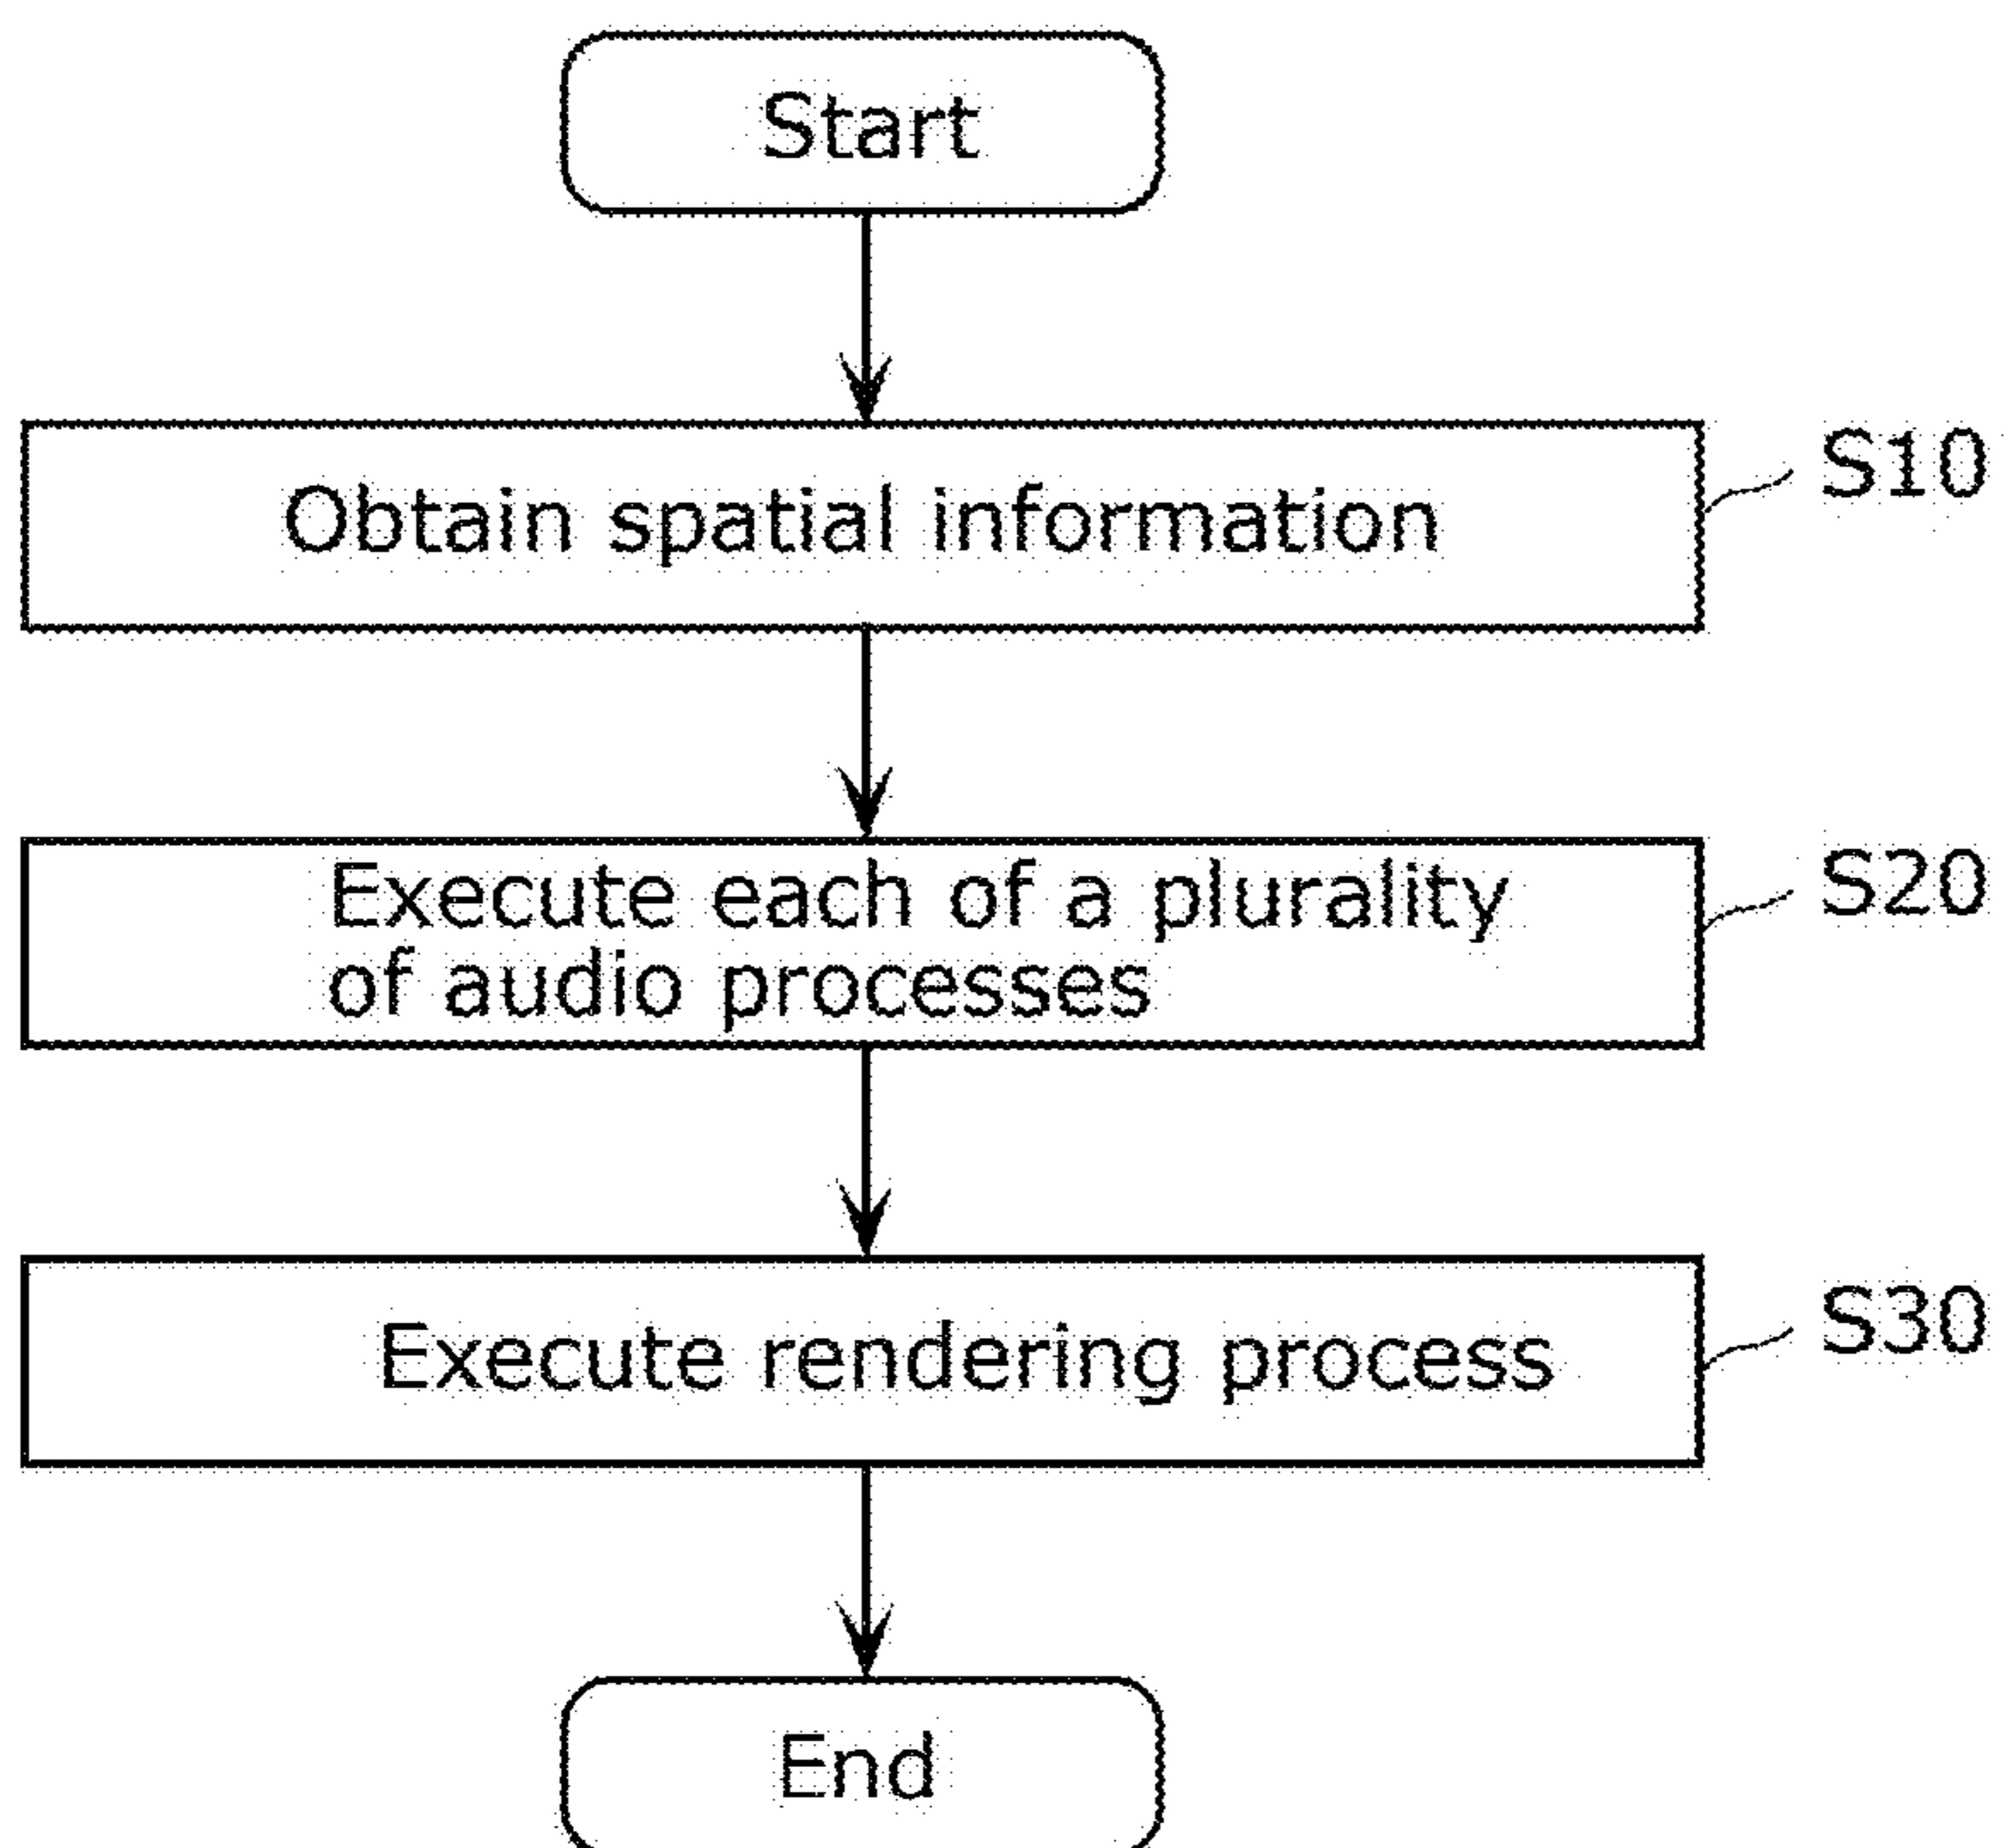 Start
Obtain spatial information
S10
Execute each of a plurality
of audio processes
S20
Execute rendering process
S30
End